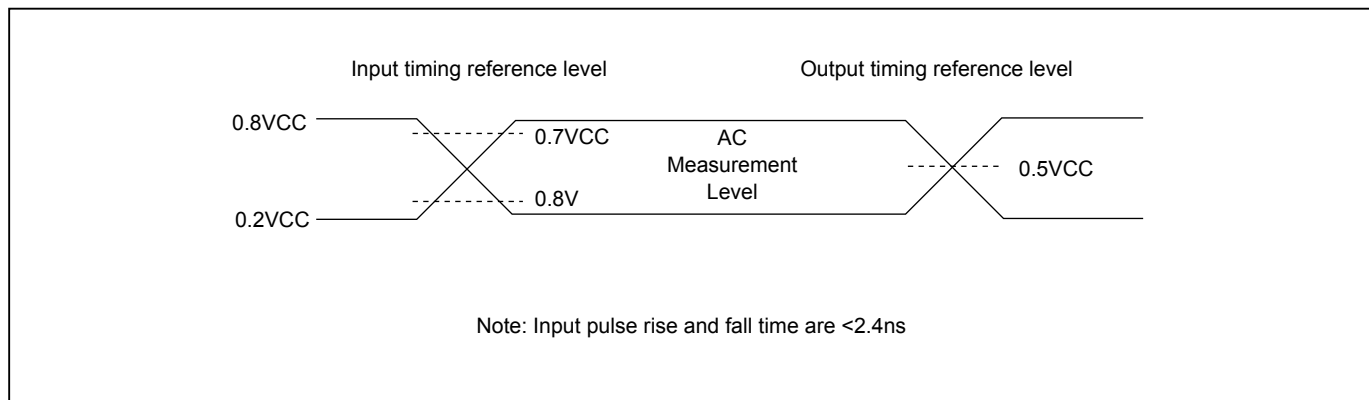 Input timing reference level
Output timing reference level
0.8VCC
0.7VCC
AC
Measurement
Level
0.5VCC
0.8V
0.2VCC
Note: Input pulse rise and fall time are <2.4ns